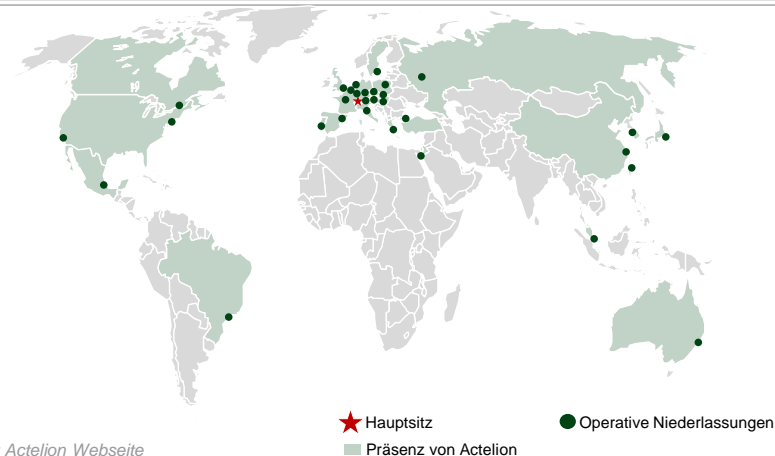 Hauptsitz
Operative Niederlassungen
Präsenz von Actelion
Actelion Webseite